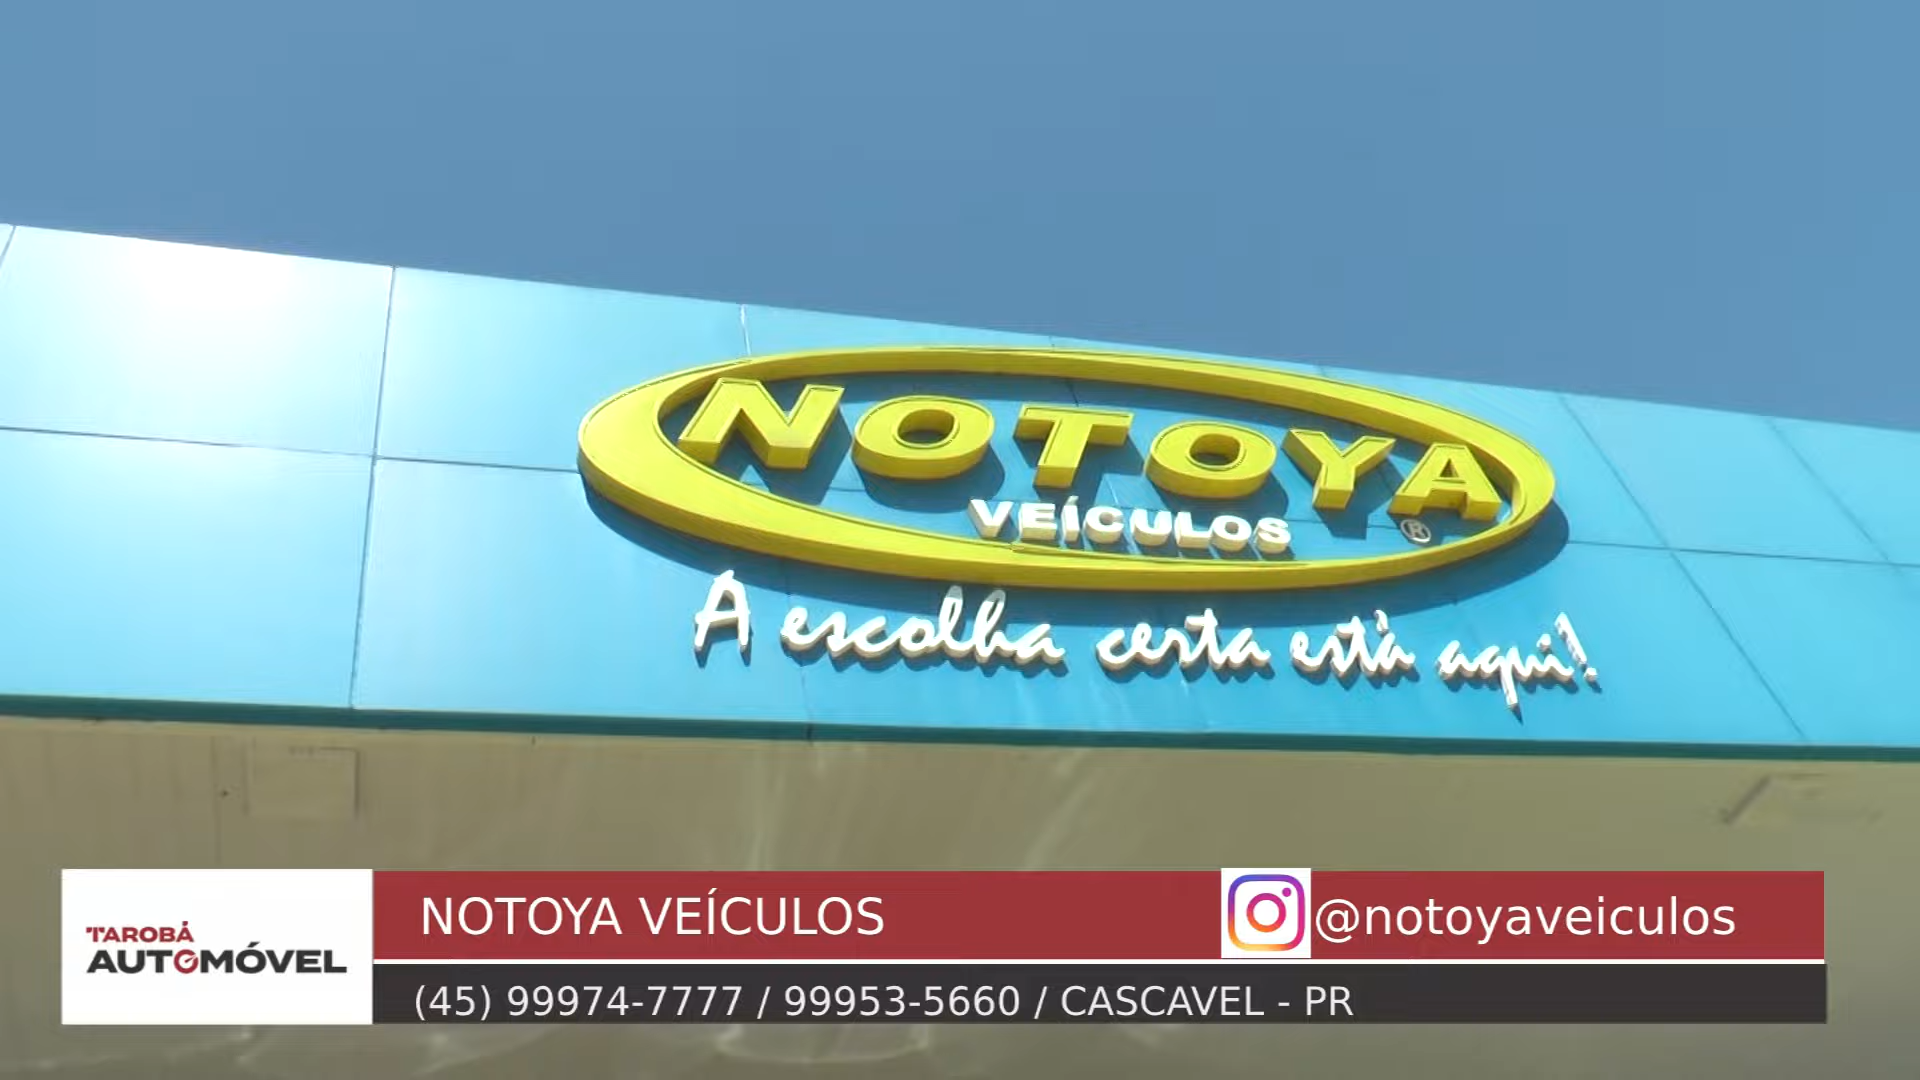 NOTOYA
VEÍCULOS
®
A escolha certa está aqui!
TAROBÁ
AUTOMÓVEL
NOTOYA VEÍCULOS
@notoyaveiculos
(45) 99974-7777 / 99953-5660 / CASCAVEL - PR